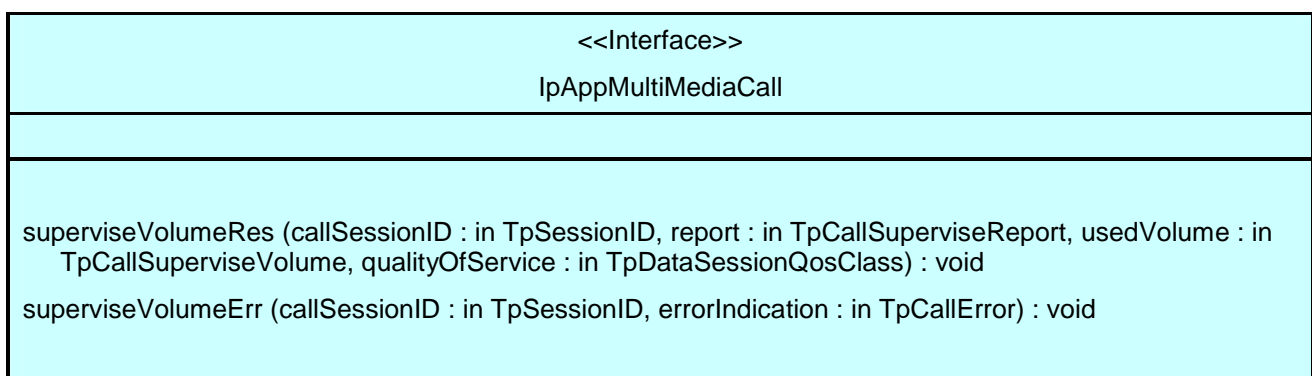 <<Interface>>
IpAppMultiMediaCall
superviseVolumeRes (callSessionID : in TpSessionID, report : in TpCallSuperviseReport, usedVolume : in
TpCallSuperviseVolume, qualityOfService : in TpDataSessionQosClass) : void
superviseVolumeErr (callSessionID : in TpSessionID, errorIndication : in TpCallError) : void